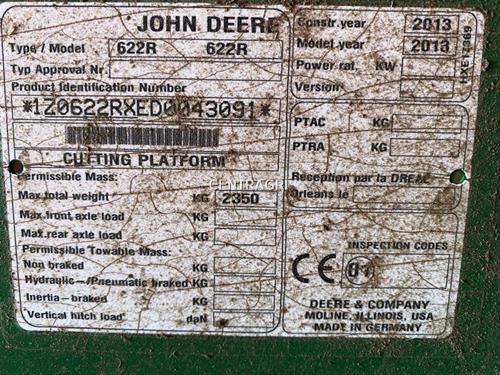 JOHN DEERE
Type / Model 622R 622R
Typ Approval Nr
Product Identification Number
*1Z0622RXED0043091*
CUTTING PLATFORM
Permissible Mass:
Max total weight KG 2350
Max.front axle load KG
Max.rear axle load KG
Permissible Towable Mass:
Non braked KG
Hydraulic-/Pneumatic braked KG
Inertia-braked KG
Vertical hitch load daN
Constr.year 2013
Model year 2013
Power rat. KW
Version
PTAC KG
PTRA KG
Reception par la DREAL
Orleans le
CENTRAGRI
INSPECTION CODES
CE
DEERE & COMPANY
MOLINE, ILLINOIS, USA
MADE IN GERMANY